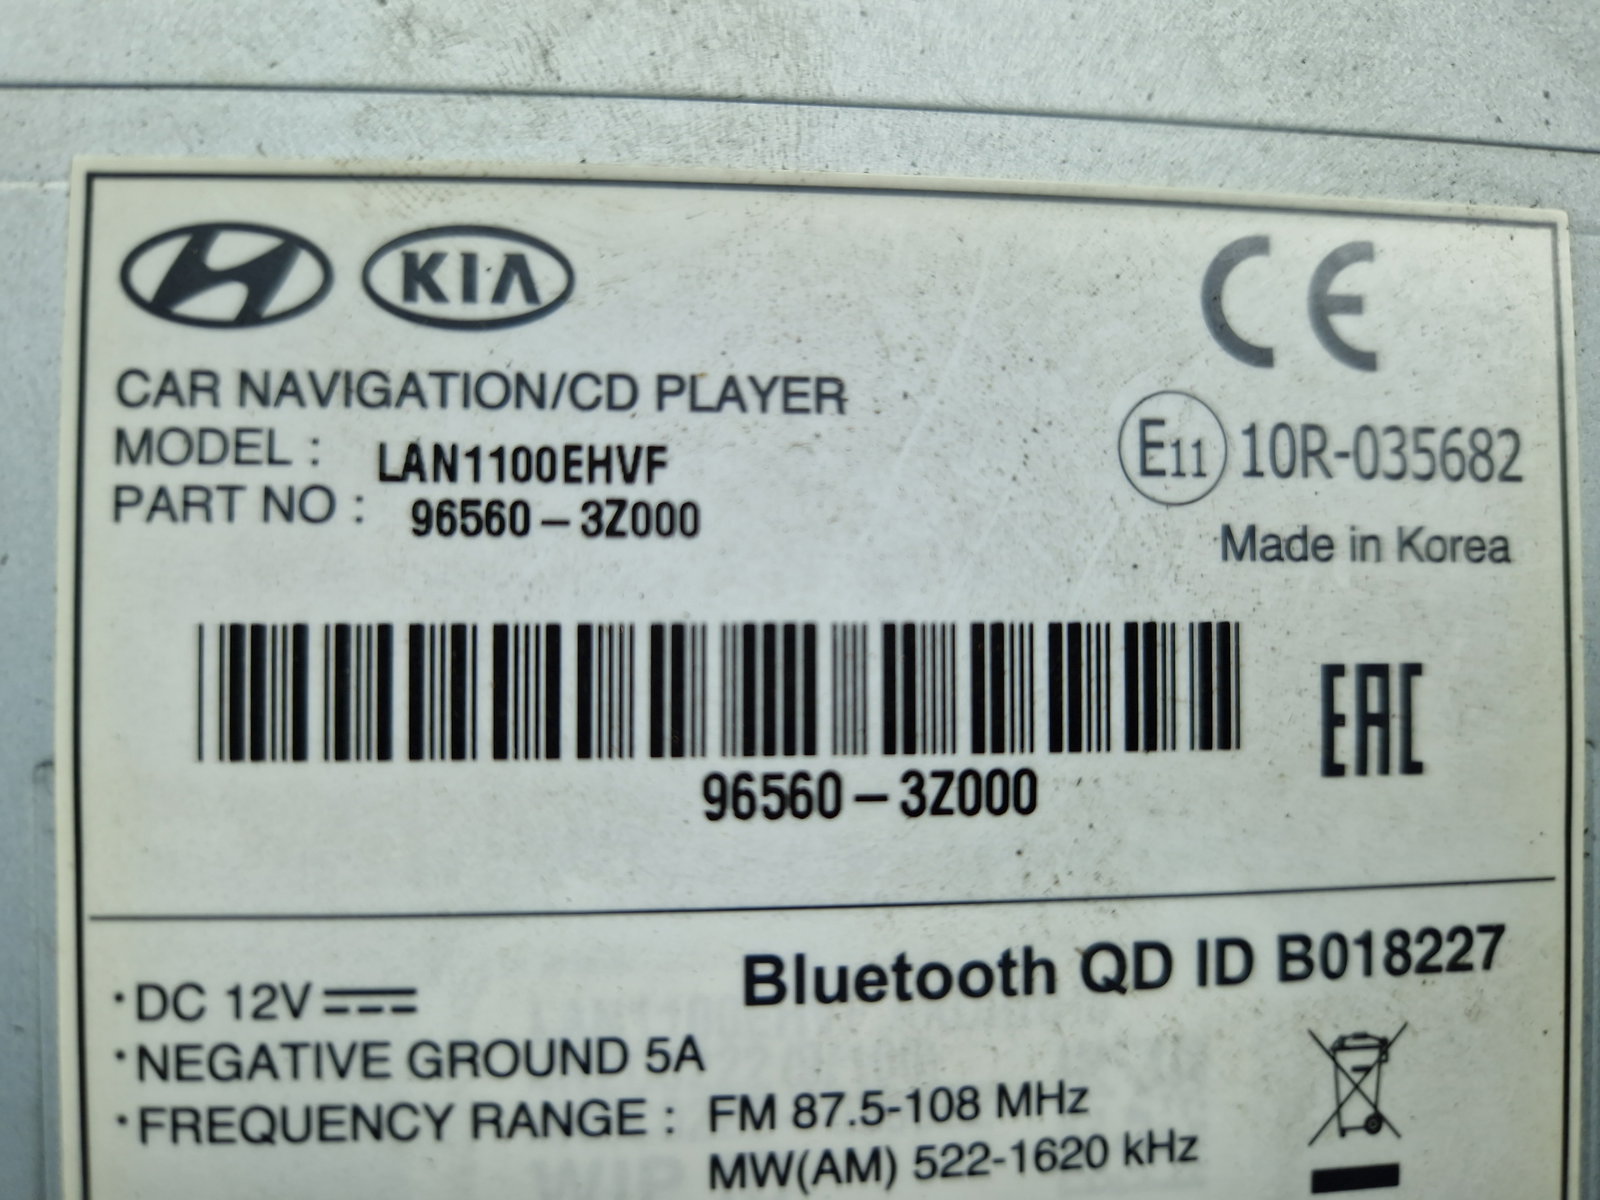 KIA
CE
CAR NAVIGATION/CD PLAYER
MODEL : LAN1100EHVF
PART NO : 96560-3Z000
E11 10R-035682
Made in Korea
96560-3Z000
EAC
Bluetooth QD ID B018227
·DC 12V
·NEGATIVE GROUND 5A
·FREQUENCY RANGE : FM 87.5-108 MHz
MW(AM) 522-1620 kHz